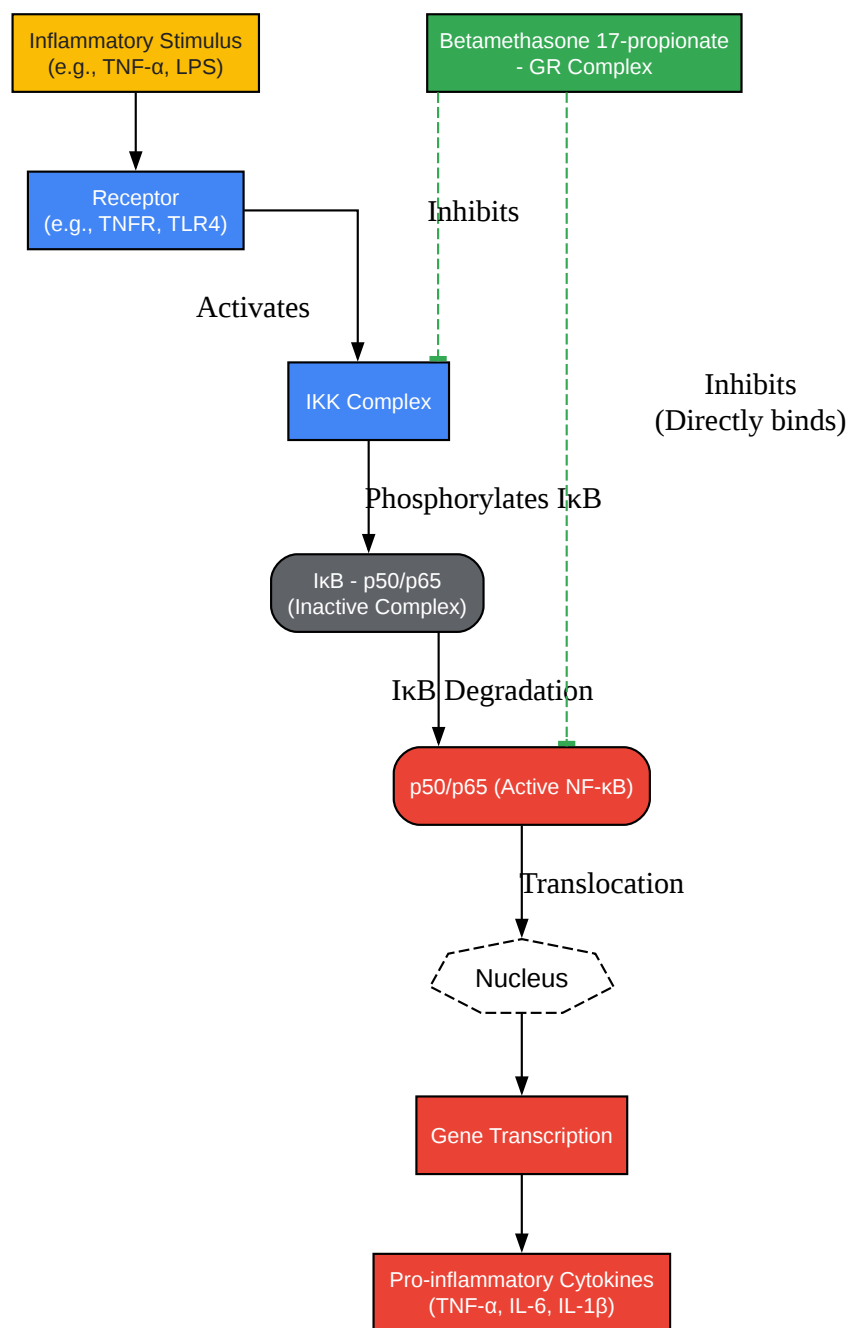 Inflammatory Stimulus
(e.g., TNF-α, LPS)
Betamethasone 17-propionate
- GR Complex
Receptor
(e.g., TNFR, TLR4)
Inhibits
Activates
Inhibits
(Directly binds)
IKK Complex
Phosphorylates IκB
IκB - p50/p65
(Inactive Complex)
IκB Degradation
p50/p65 (Active NF-κB)
Translocation
Nucleus
Gene Transcription
Pro-inflammatory Cytokines
(TNF-α, IL-6, IL-1β)